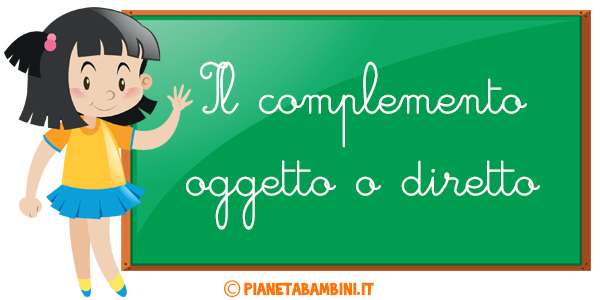 Il complemento
oggetto o diretto
© PIANETABAMBINI.IT